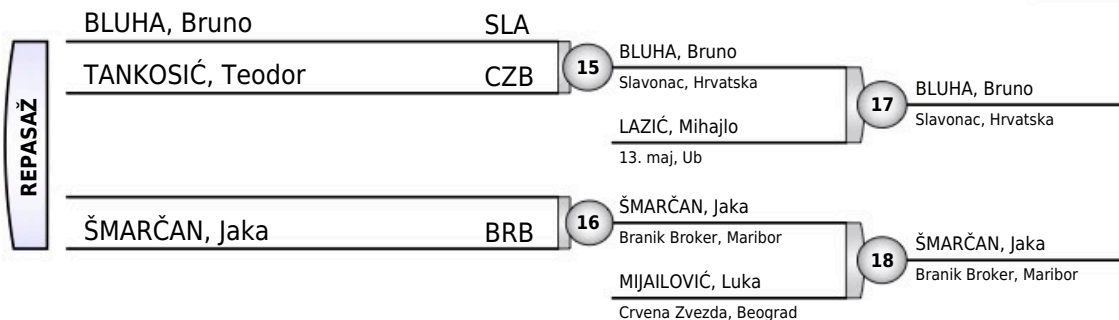 REPASAŽ
BLUHA, Bruno SLA
TANKOSIĆ, Teodor CZB
15
BLUHA, Bruno
Slavonac, Hrvatska
LAZIĆ, Mihajlo
13. maj, Ub
17
BLUHA, Bruno
Slavonac, Hrvatska
ŠMARČAN, Jaka BRB
16
ŠMARČAN, Jaka
Branik Broker, Maribor
MIJAILOVIĆ, Luka
Crvena Zvezda, Beograd
18
ŠMARČAN, Jaka
Branik Broker, Maribor